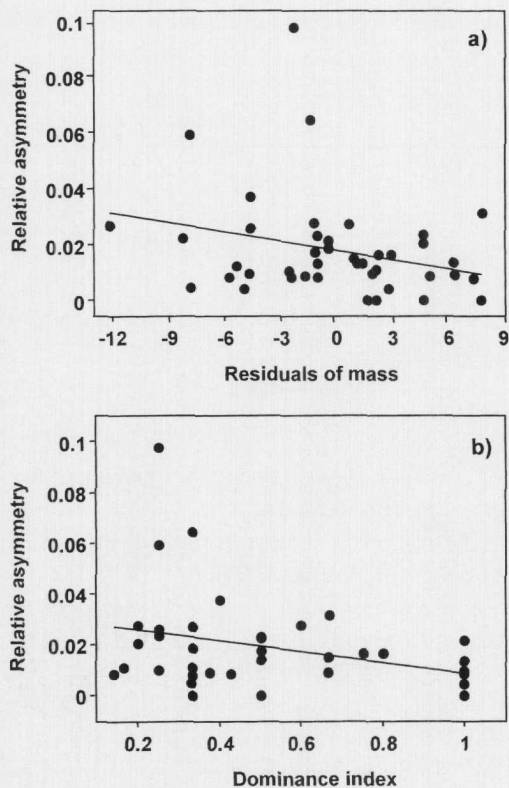 a)
Relative asymmetry
0.1
0.08
0.06
0.04
0.02
0
-12 -9 -6 -3 0 3 6 9
Residuals of mass
b)
Relative asymmetry
0.1
0.08
0.06
0.04
0.02
0
0.2 0.4 0.6 0.8 1
Dominance index